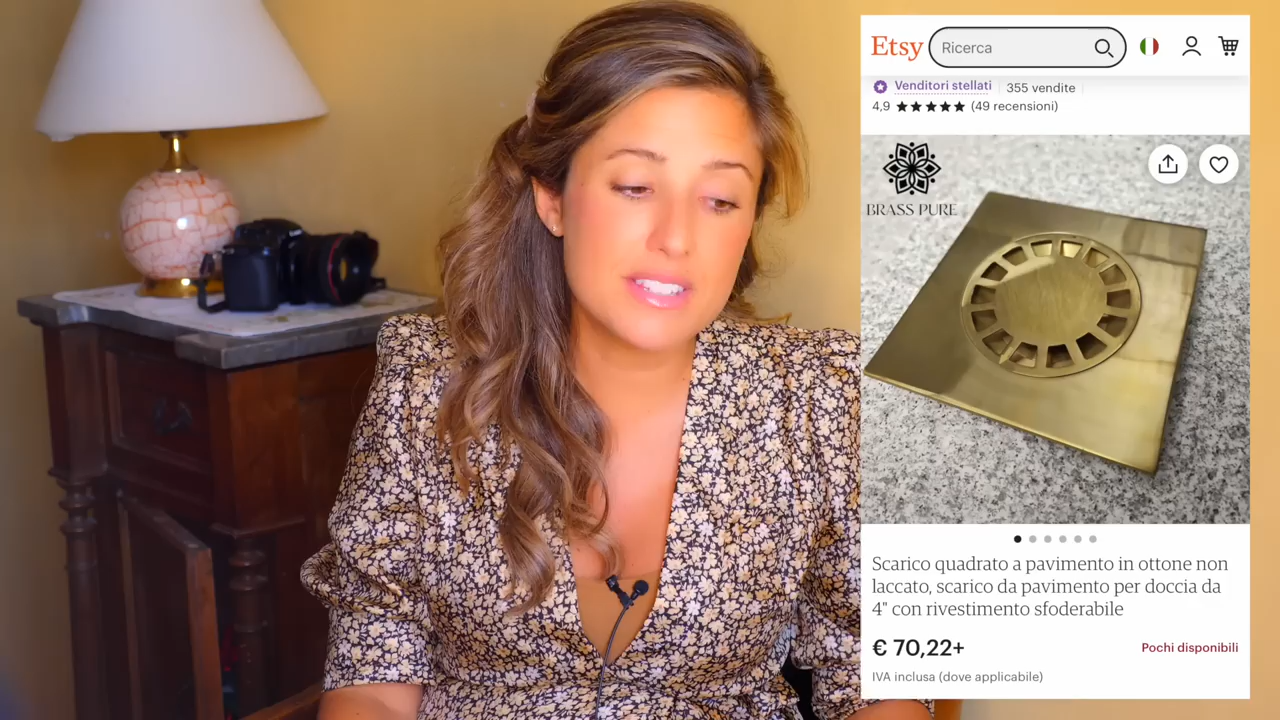 Etsy
Ricerca
Venditori stellati
355 vendite
4,9 ★★★★★ (49 recensioni)
BRASS PURE
Scarico quadrato a pavimento in ottone non
laccato, scarico da pavimento per doccia da
4" con rivestimento sfoderabile
€ 70,22+
Pochi disponibili
IVA inclusa (dove applicabile)